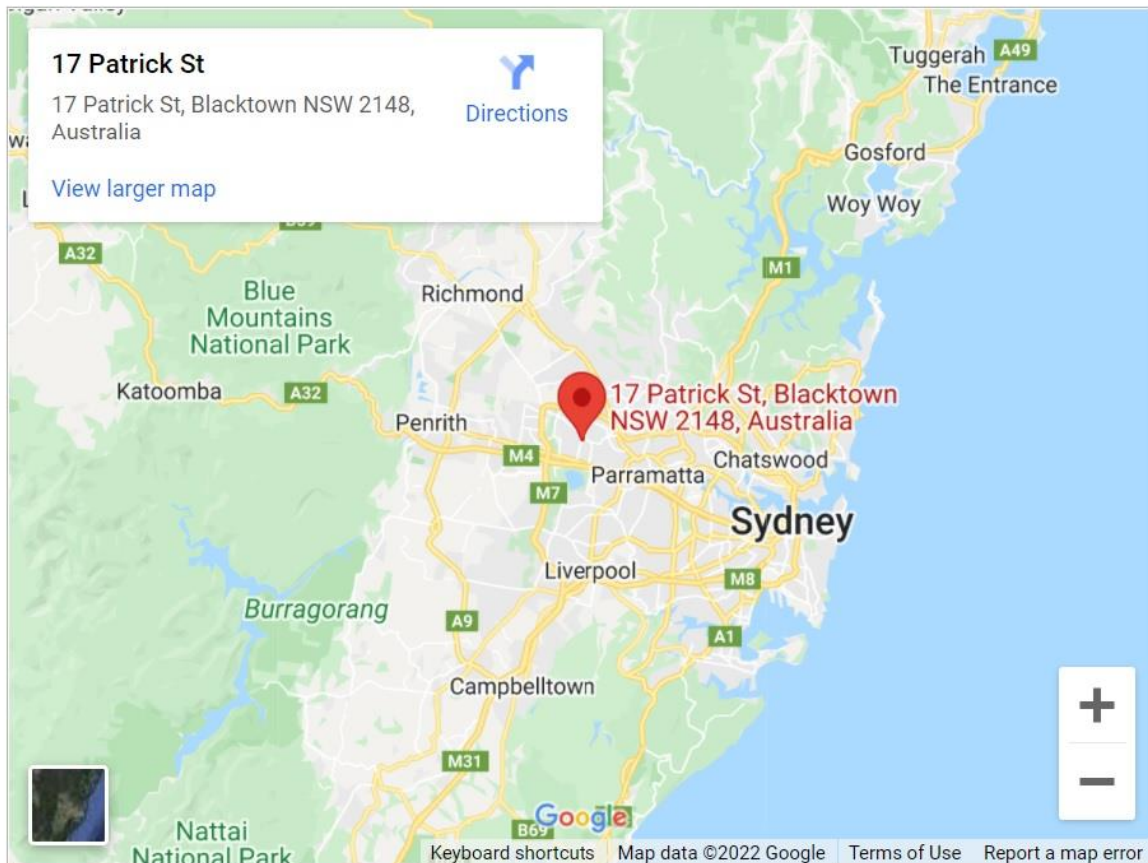 17 Patrick St
17 Patrick St, Blacktown NSW 2148,
Australia
Directions
View larger map
Tuggerah
A49
The Entrance
Gosford
Woy Woy
A32
M1
Richmond
Blue
Mountains
National Park
Katoomba
A32
17 Patrick St, Blacktown
NSW 2148, Australia
Penrith
M4
Parramatta
Chatswood
M7
Sydney
Liverpool
M8
Burragorang
A9
A1
Campbelltown
M31
B69
Google
Nattai
National Park
Keyboard shortcuts
Map data ©2022 Google
Terms of Use
Report a map error